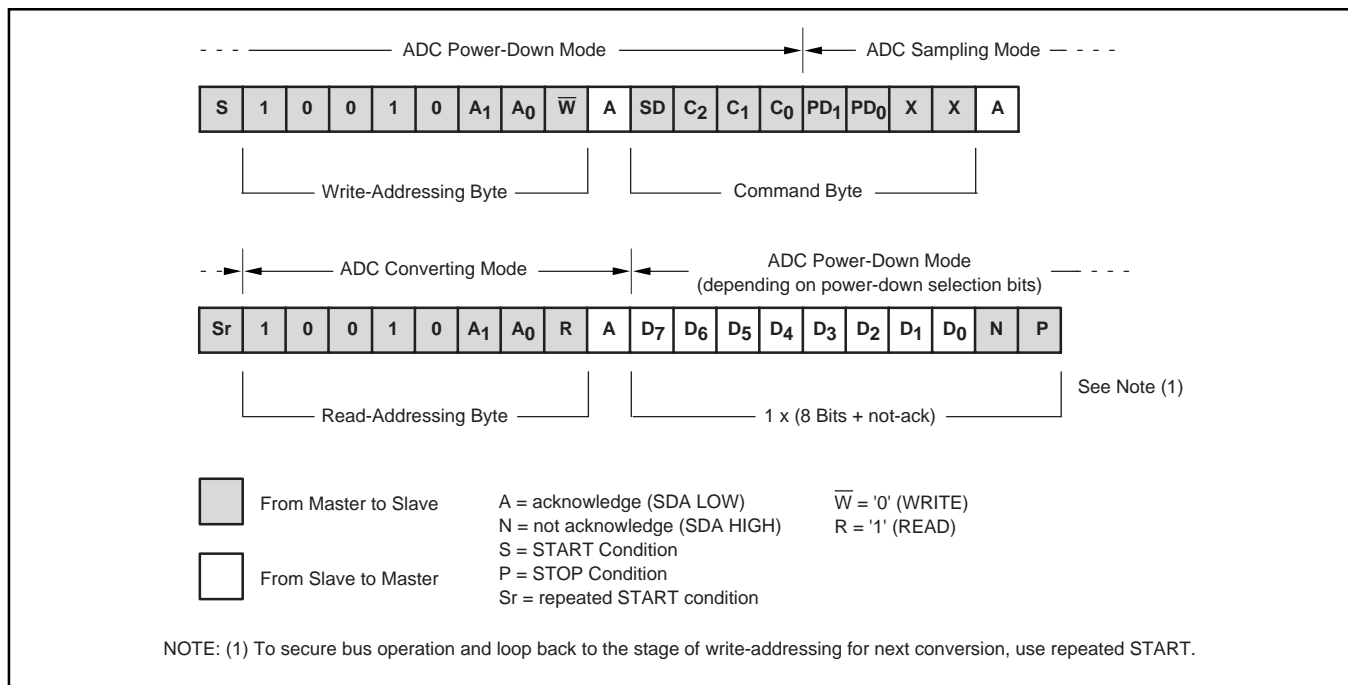 ADC Power-Down Mode ADC Sampling Mode
S 1 0 0 1 0 A1 A0 W̅ A SD C2 C1 C0 PD1 PD0 X X A
Write-Addressing Byte Command Byte
ADC Converting Mode ADC Power-Down Mode
(depending on power-down selection bits)
Sr 1 0 0 1 0 A1 A0 R A D7 D6 D5 D4 D3 D2 D1 D0 N P
See Note (1)
Read-Addressing Byte 1 x (8 Bits + not-ack)
From Master to Slave
From Slave to Master
A = acknowledge (SDA LOW)
N = not acknowledge (SDA HIGH)
S = START Condition
P = STOP Condition
Sr = repeated START condition
W̅ = '0' (WRITE)
R = '1' (READ)
NOTE: (1) To secure bus operation and loop back to the stage of write-addressing for next conversion, use repeated START.